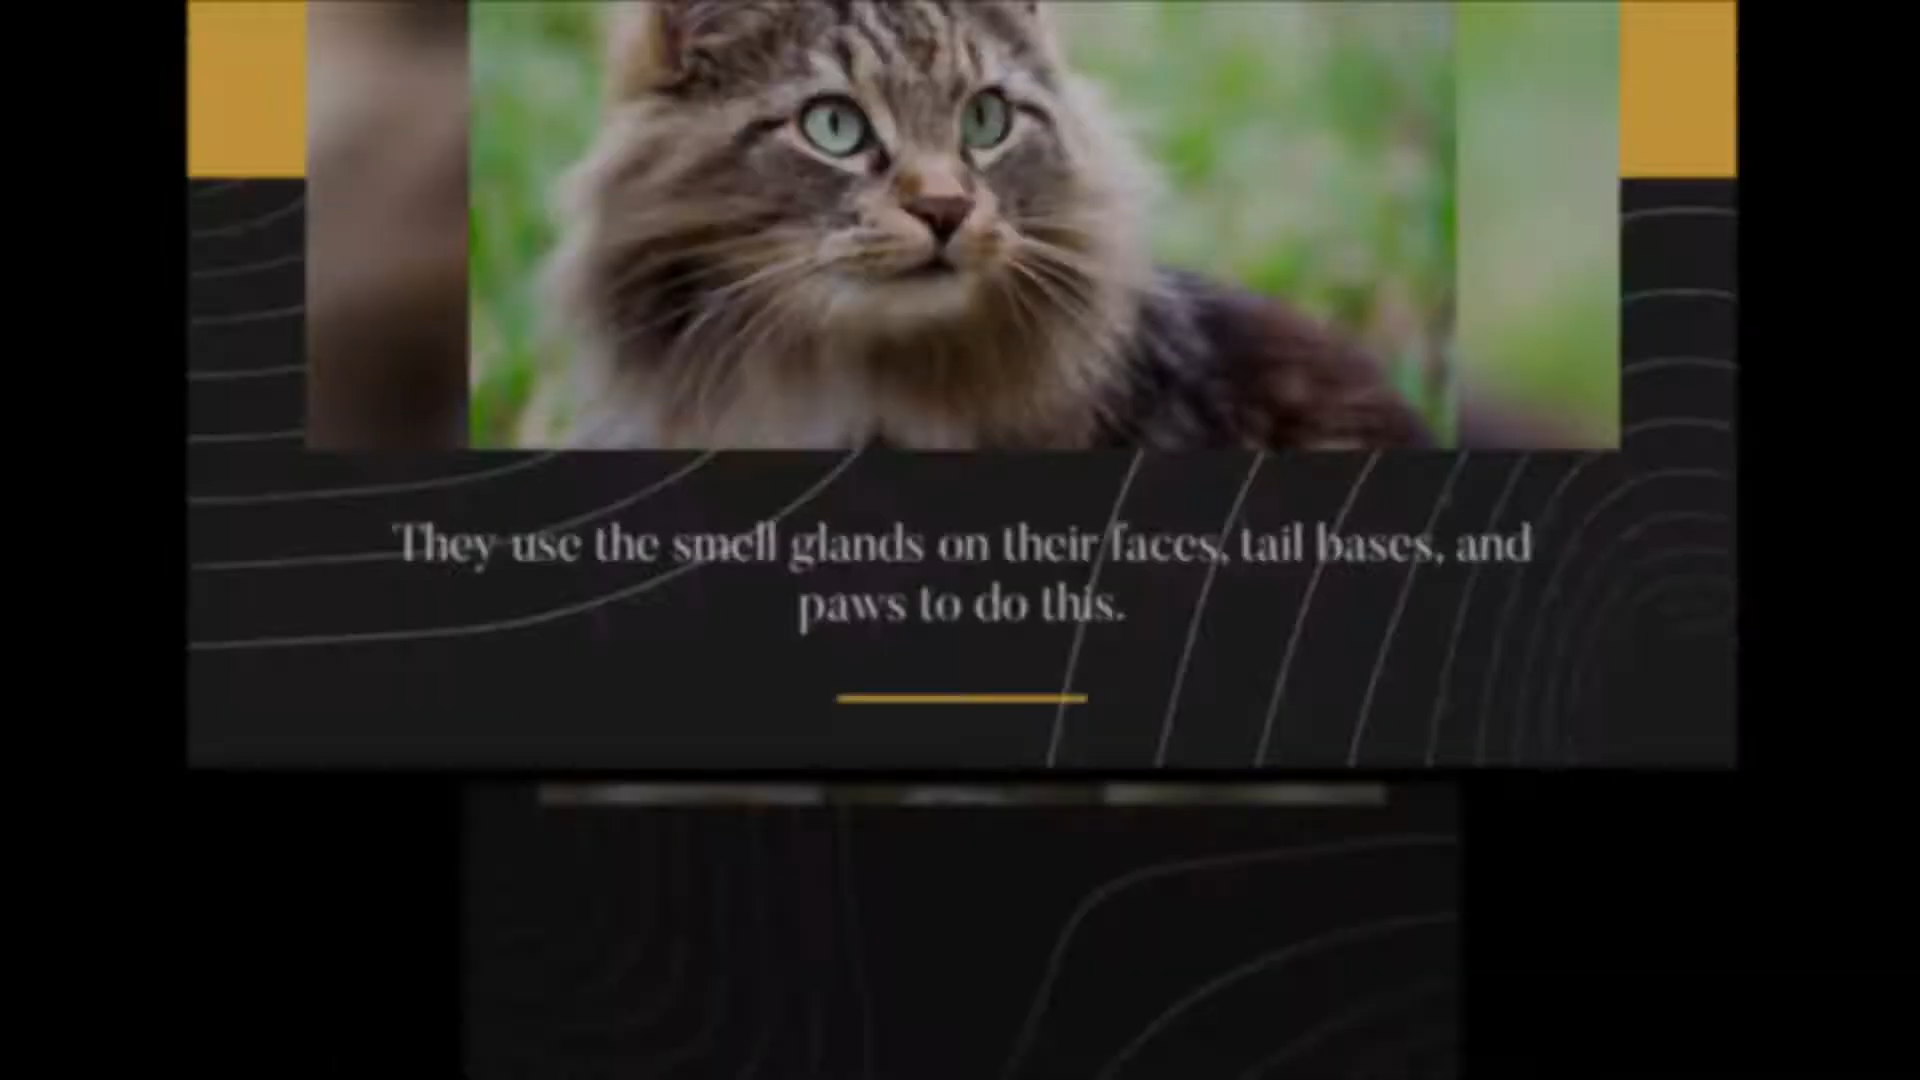 They use the smell glands on their faces, tail bases, and
paws to do this.